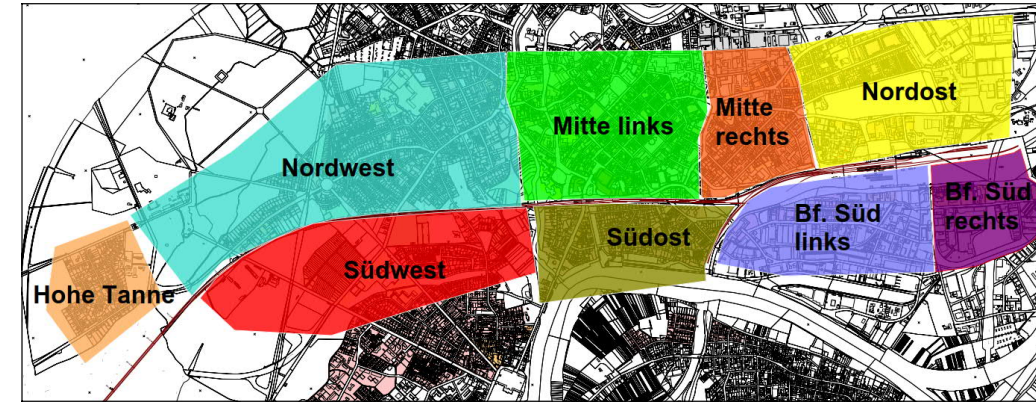 Nordost
Mitte
rechts
Mitte links
Nordwest
Bf. Süd
rechts
Bf. Süd
links
Südost
Südwest
Hohe Tanne